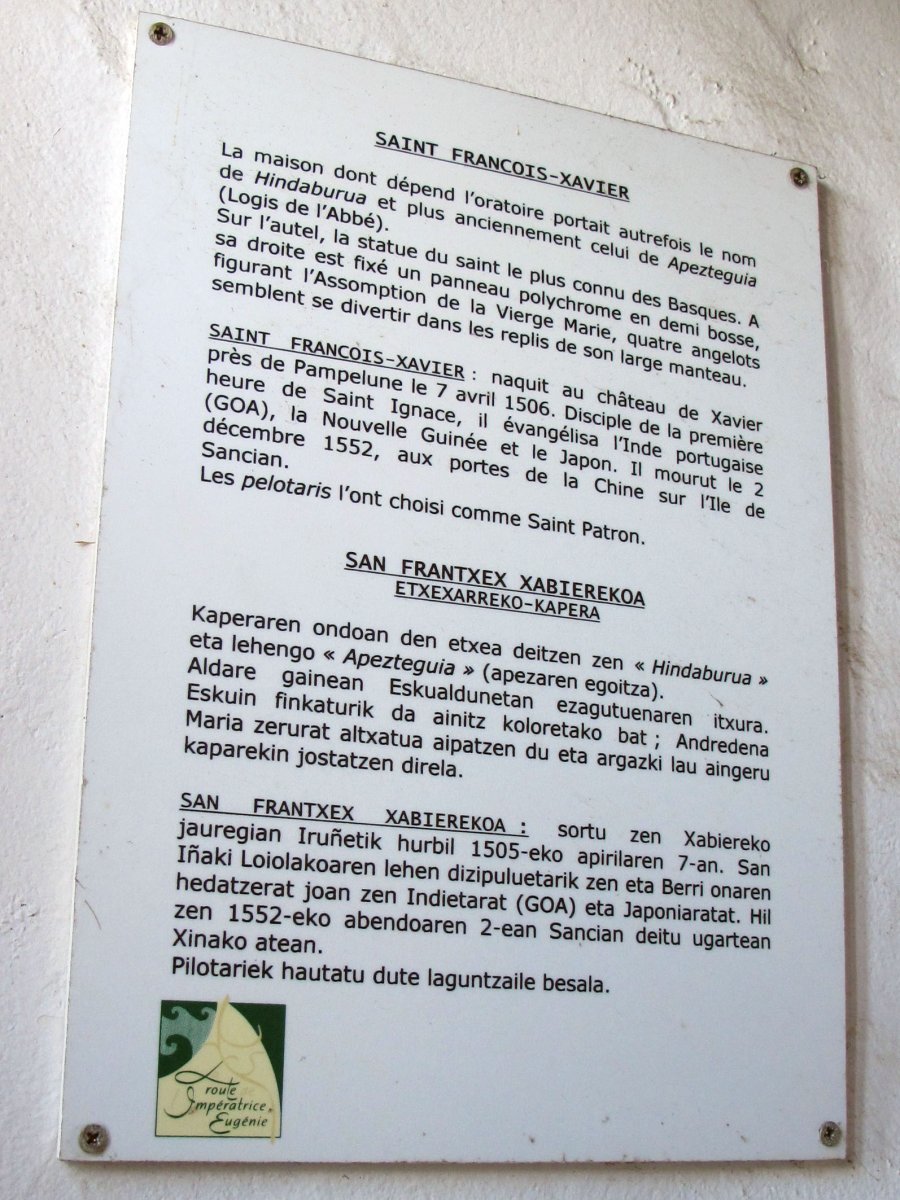 SAINT FRANCOIS-XAVIER
La maison dont dépend l'oratoire portait autrefois le nom
de Hindaburua et plus anciennement celui de Apezteguia
(Logis de l'Abbé).
Sur l'autel, la statue du saint le plus connu des Basques. A
sa droite est fixé un panneau polychrome en demi bosse,
figurant l'Assomption de la Vierge Marie, quatre angelots
semblent se divertir dans les replis de son large manteau.
SAINT FRANCOIS-XAVIER : naquit au château de Xavier
près de Pampelune le 7 avril 1506. Disciple de la première
heure de Saint Ignace, il évangélisa l'Inde portugaise
(GOA), la Nouvelle Guinée et le Japon. Il mourut le 2
décembre 1552, aux portes de la Chine sur l'Ile de
Sancian.
Les pelotaris l'ont choisi comme Saint Patron.
SAN FRANTXEX XABIEREKOA
ETXEXARREKO-KAPERA
Kaperaren ondoan den etxea deitzen zen « Hindaburua »
eta lehengo « Apezteguia » (apezaren egoitza).
Aldare gainean Eskualdunetan ezagutuenaren itxura.
Eskuin finkaturik da ainitz koloretako bat ; Andredena
Maria zerurat altxatua aipatzen du eta argazki lau aingeru
kaparekin jostatzen direla.
SAN FRANTXEX XABIEREKOA : sortu zen Xabiereko
jauregian Iruñetik hurbil 1505-eko apirilaren 7-an. San
Iñaki Loiolakoaren lehen dizipuluetarik zen eta Berri onaren
hedatzerat joan zen Indietarat (GOA) eta Japoniaratat. Hil
zen 1552-eko abendoaren 2-ean Sancian deitu ugartean
Xinako atean.
Pilotariek hautatu dute laguntzaile besala.
route
Impératrice
Eugénie